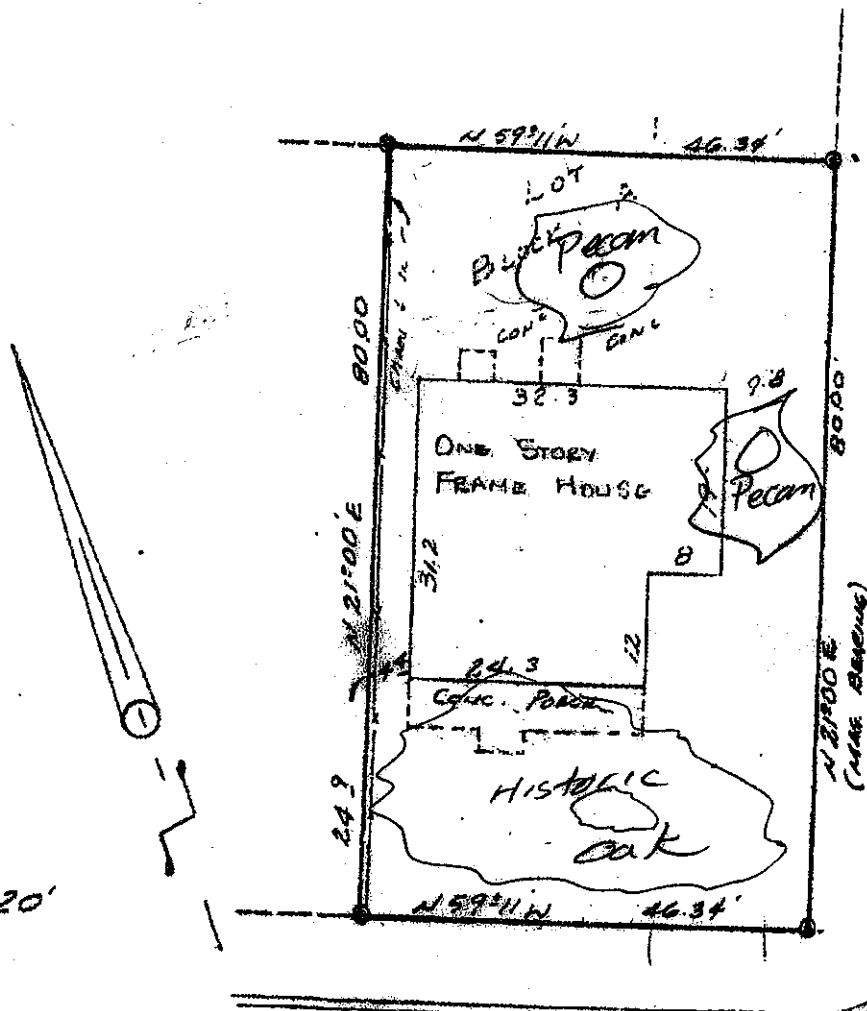 N 59°11'W 46.34'
LOT
BLOCK
Pecan
CONC
CONC
80.00
32.3
9.8
80.00'
ONE STORY
FRAME HOUSE
Pecan
31.2
8
N 21°00'E
12
24.3
CONC. PORCH
N 21°00'E
(MAG. BEARING)
HISTORIC
Oak
24.9
N 59°11'W 46.34'
20'